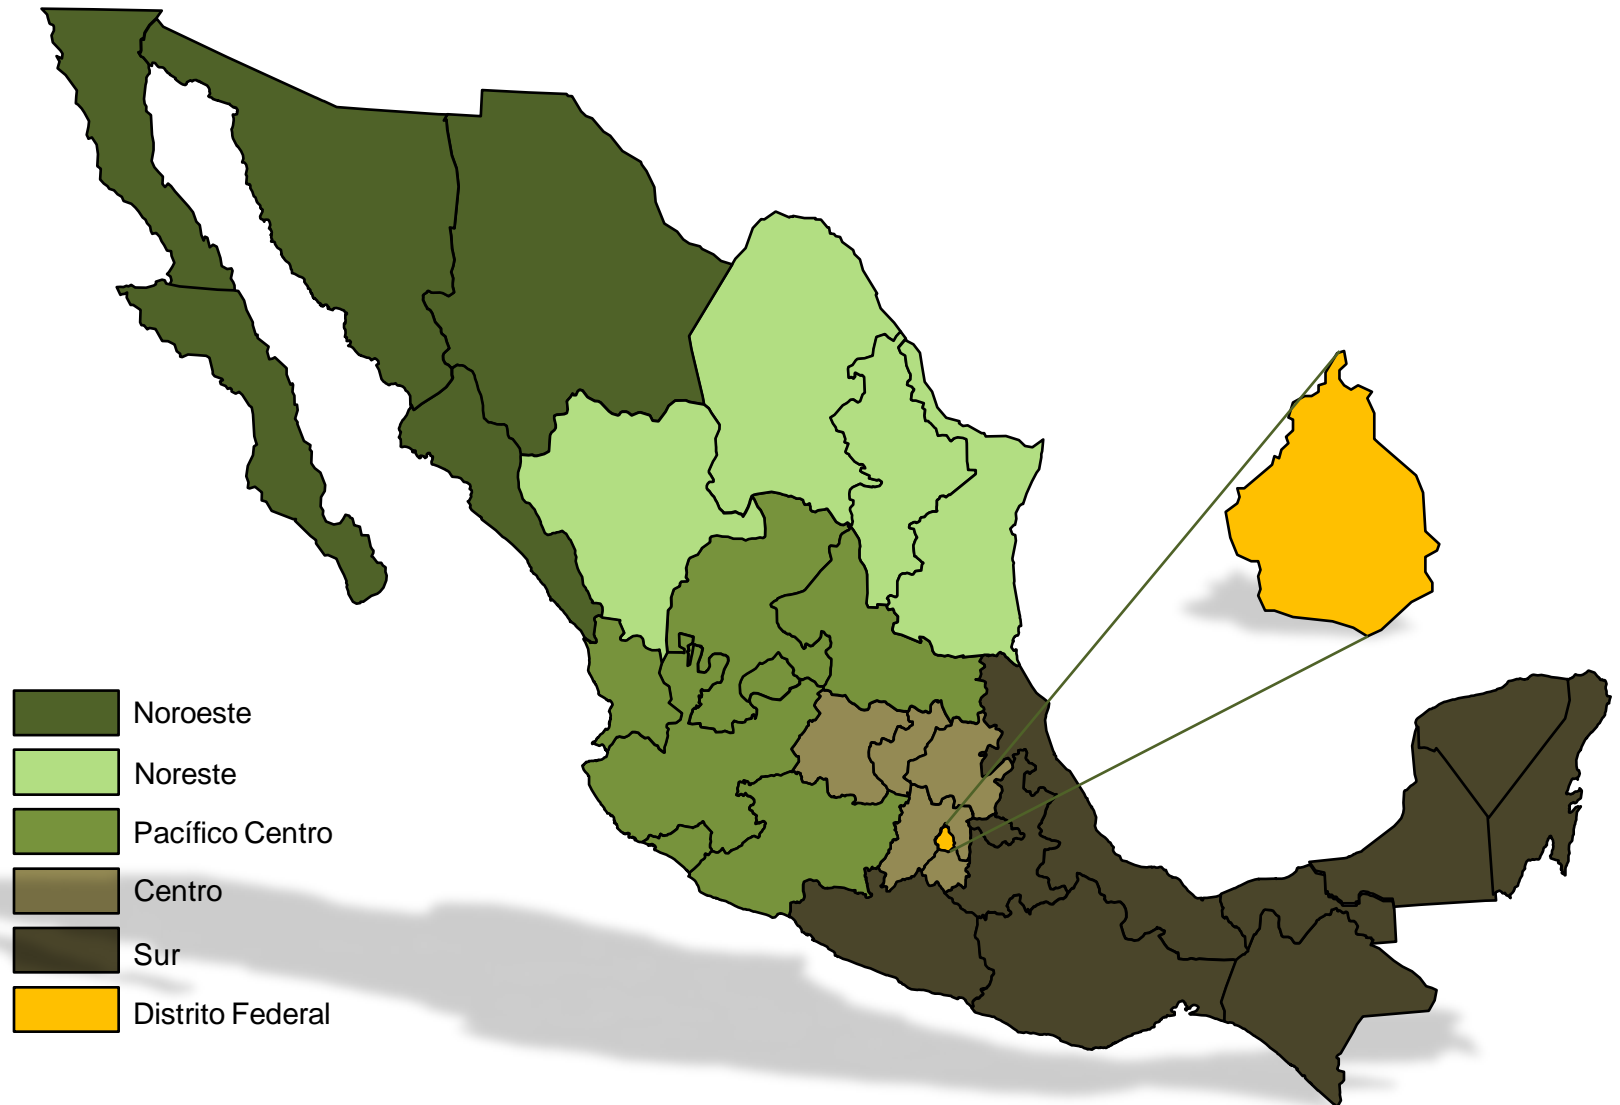 Noroeste
Noreste
Pacífico Centro
Centro
Sur
Distrito Federal